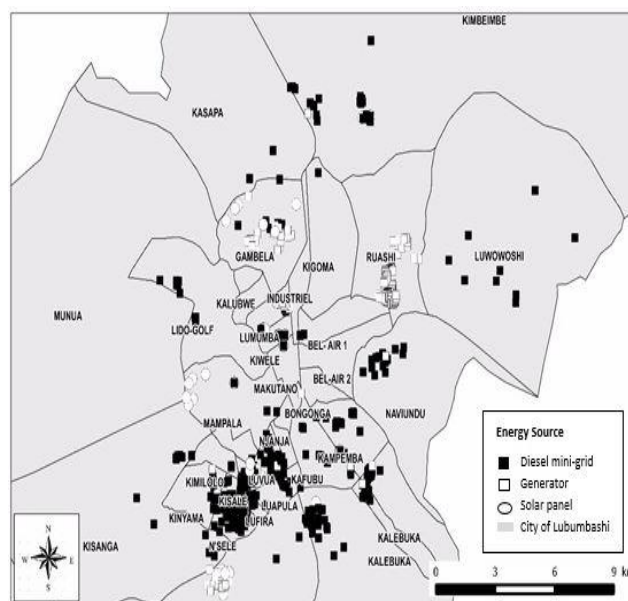 KIMBEIMBE
KASAPA
GAMBELA
KIGOMA
RUASHI
LUWOWOSHI
MUNUA
KALUBWE
INDUSTRIEL
LIDO-GOLF
LUMUMBA
BEL-AIR 1
KIWELE
MAKUTANO
BEL-AIR 2
MAMPALA
BONGONGA
NAVIUNDU
NJANJA
KAMPEMBA
KIMILOLO
LUVUA
KAFUBU
KISALE
LUAPULA
KINYAMA
LUFIRA
KISANGA
N'SELE
KALEBUKA
KALEBUKA
Energy Source
Diesel mini-grid
Generator
Solar panel
City of Lubumbashi
N
W
E
S
0 3 6 9 km